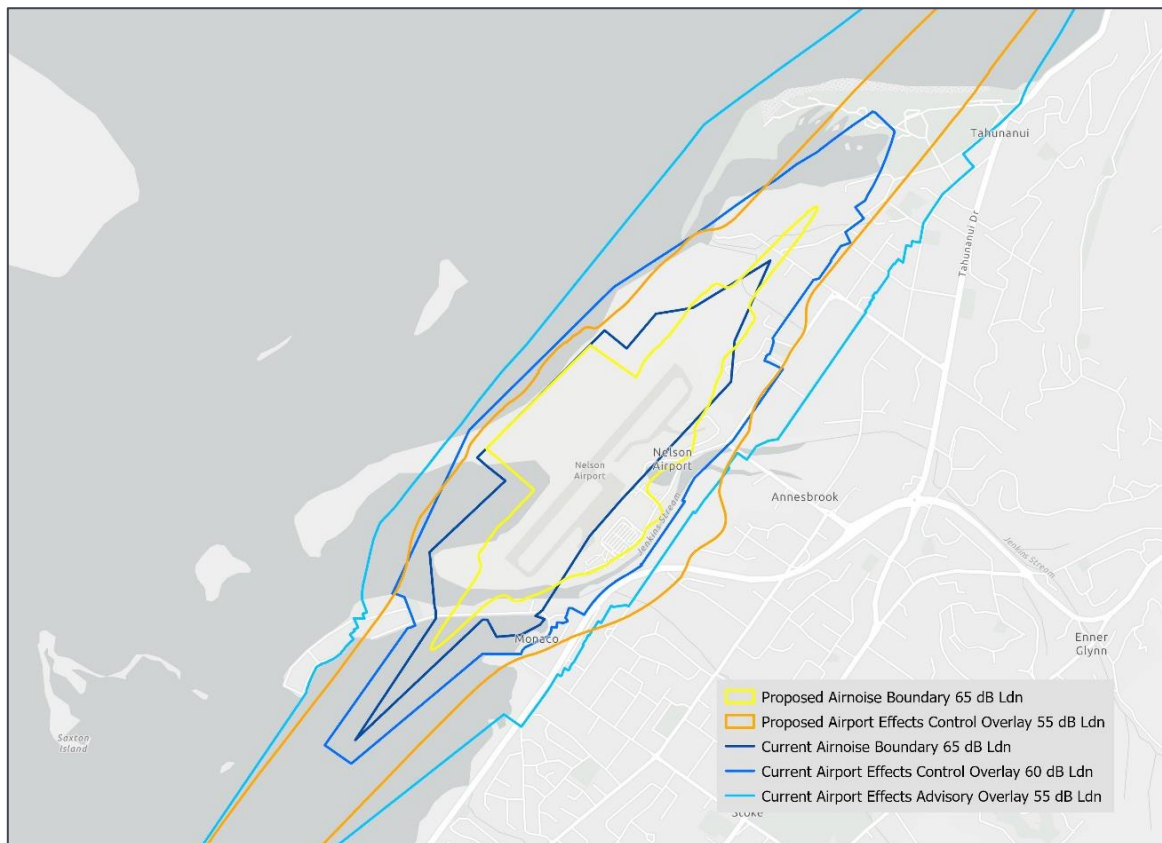 Tahunanui
Tahunanui Dr
Nelson
Airport
Nelson
Airport
Annesbrook
Jenkins Stream
Jenkins Stream
Monaco
Enner
Glynn
Saxton
Island
Proposed Airnoise Boundary 65 dB Ldn
Proposed Airport Effects Control Overlay 55 dB Ldn
Current Airnoise Boundary 65 dB Ldn
Current Airport Effects Control Overlay 60 dB Ldn
Current Airport Effects Advisory Overlay 55 dB Ldn
Stoke